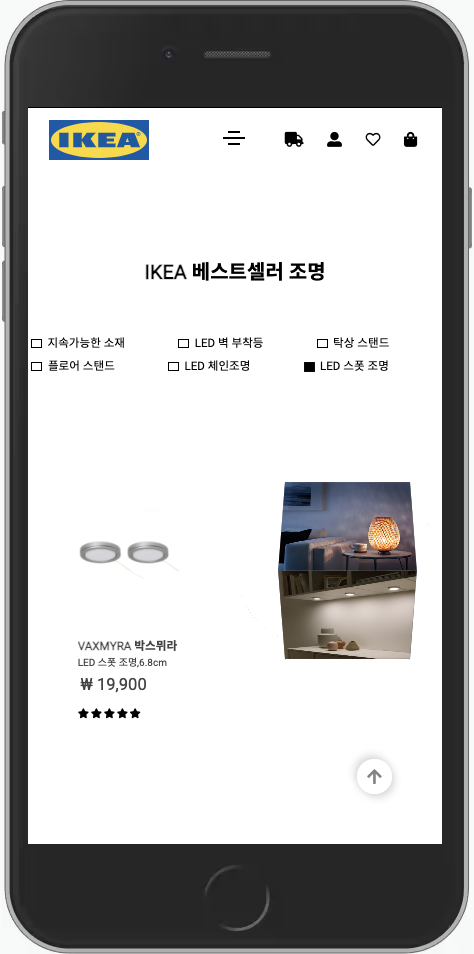 IKEA
IKEA 베스트셀러 조명
지속가능한 소재 LED 벽 부착등 탁상 스탠드
플로어 스탠드 LED 체인조명 LED 스폿 조명
VAXMYRA 박스뮈라
LED 스폿 조명,6.8cm
₩ 19,900